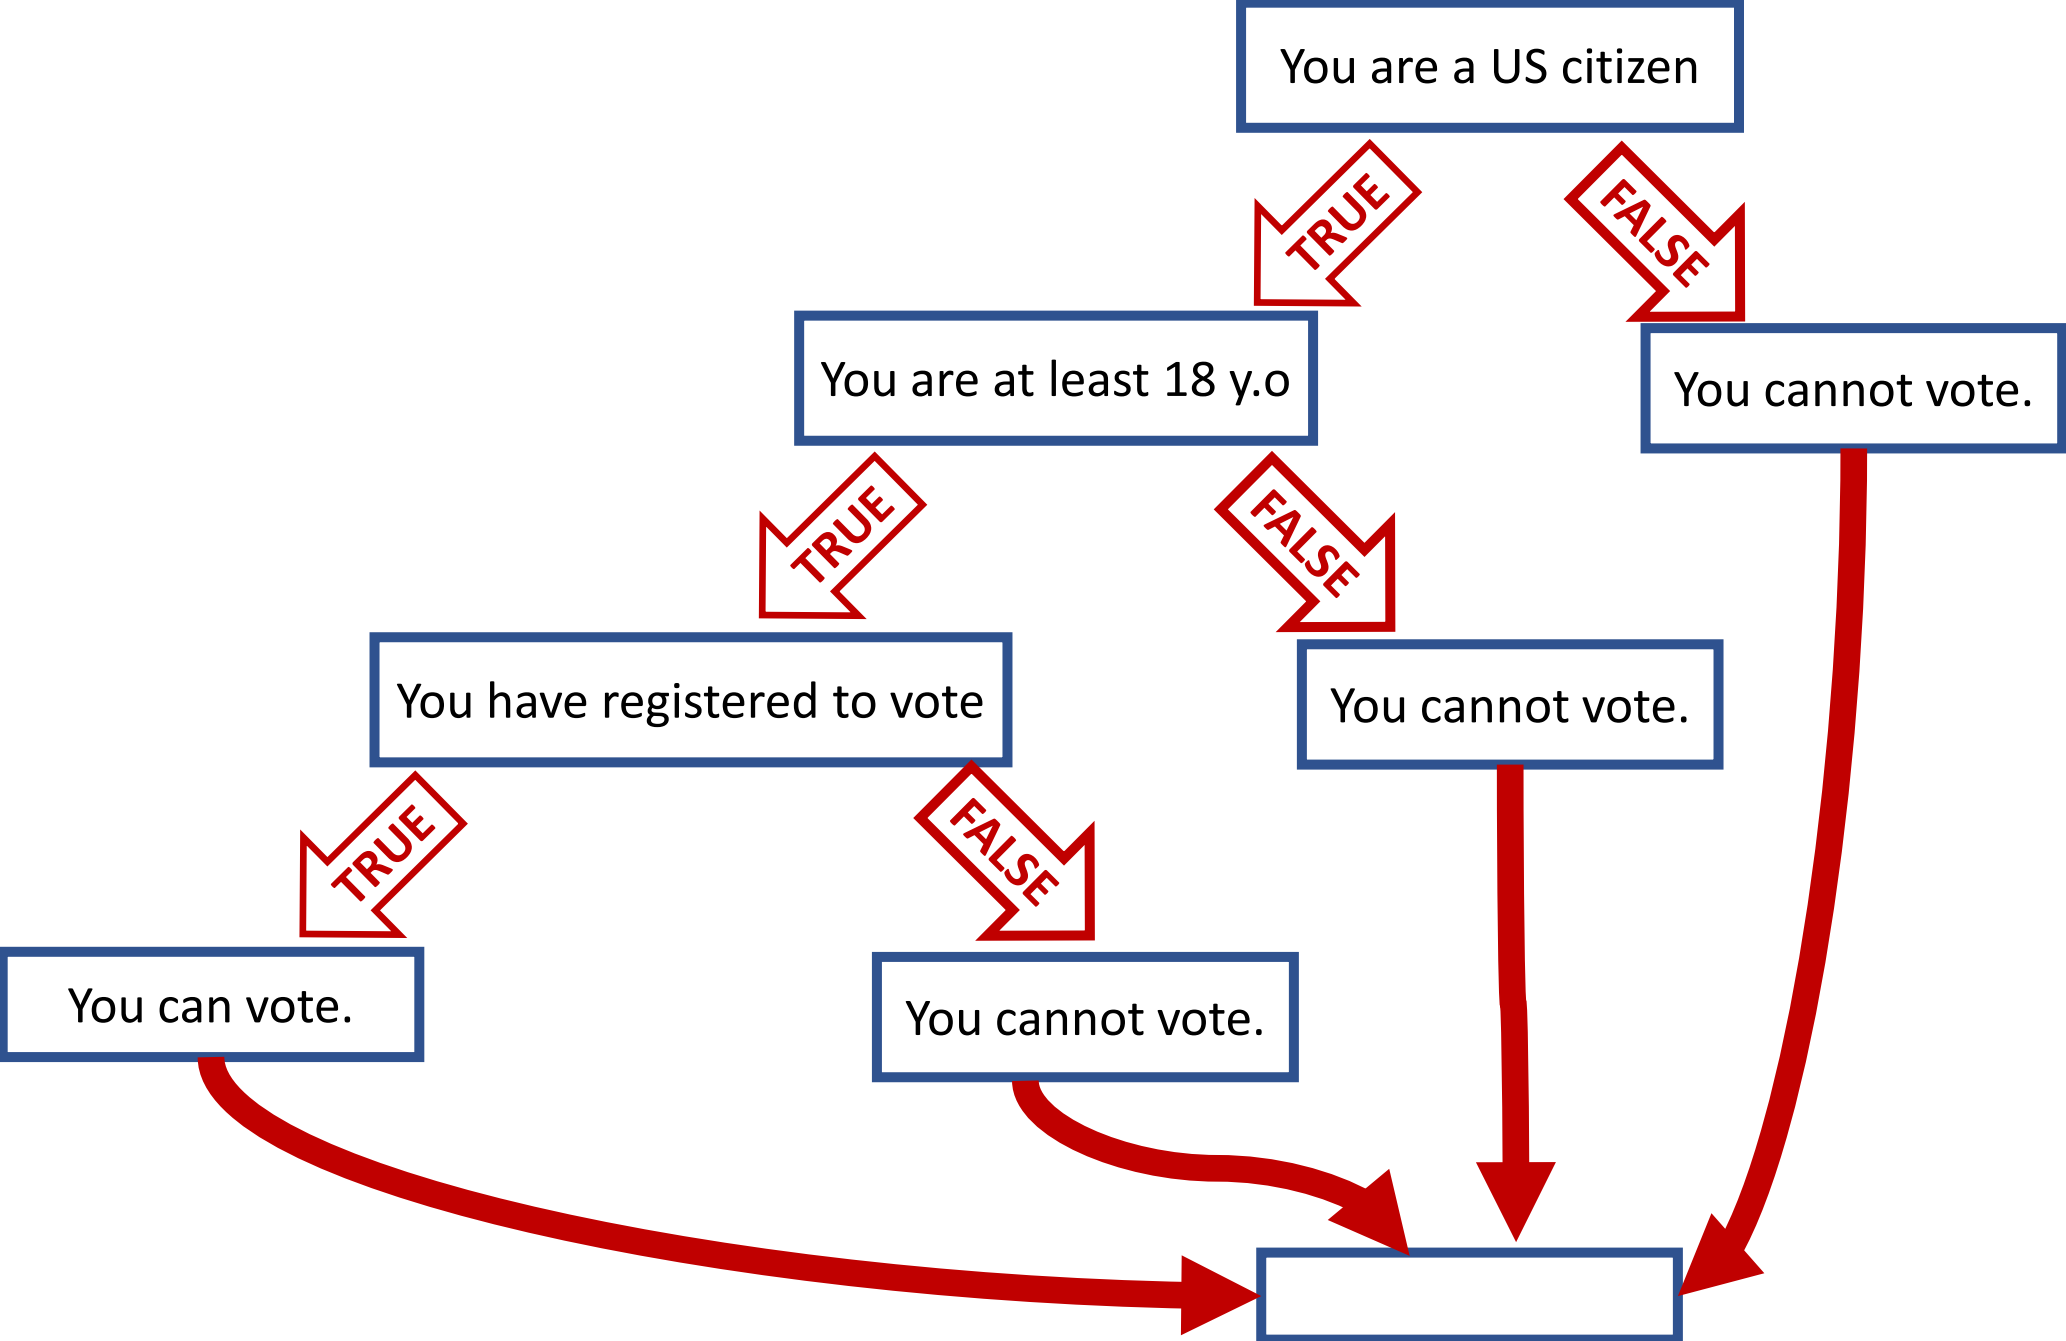 You are a US citizen
TRUE
FALSE
You are at least 18 y.o
You cannot vote.
TRUE
FALSE
You have registered to vote
You cannot vote.
TRUE
FALSE
You can vote.
You cannot vote.